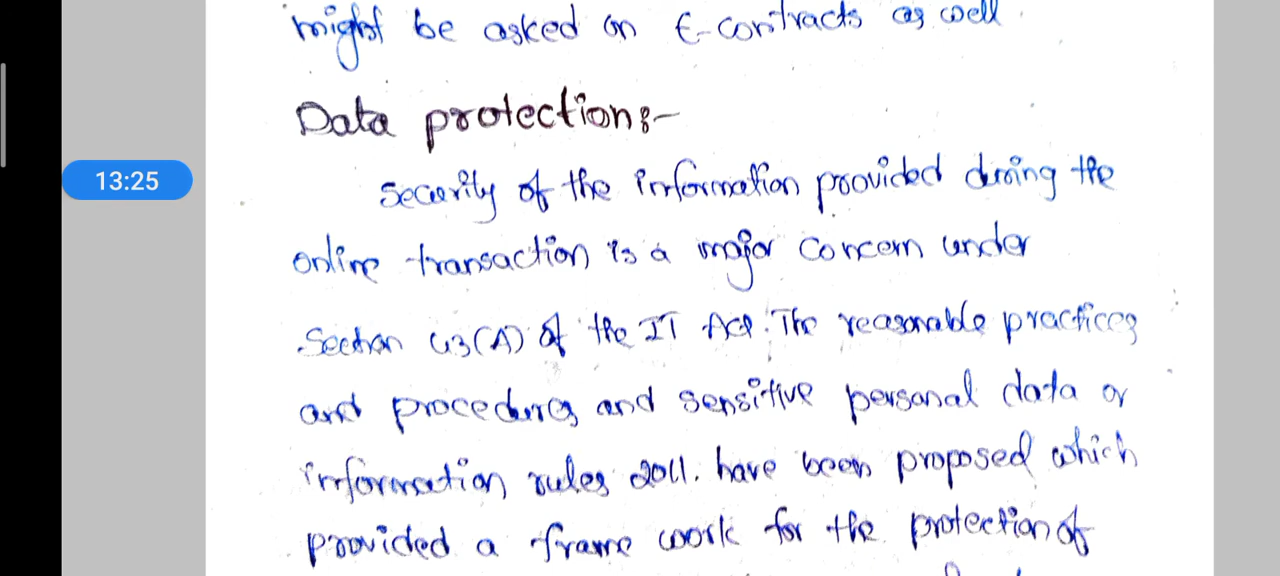 might be asked on E-contracts as well.
Data protection:-
13:25
Security of the information provided during the
online transaction is a major concern under
Section 43(A) of the IT Act. The reasonable practices
and procedures and sensitive personal data or
information rules 2011. have been proposed which
provided a frame work for the protection of